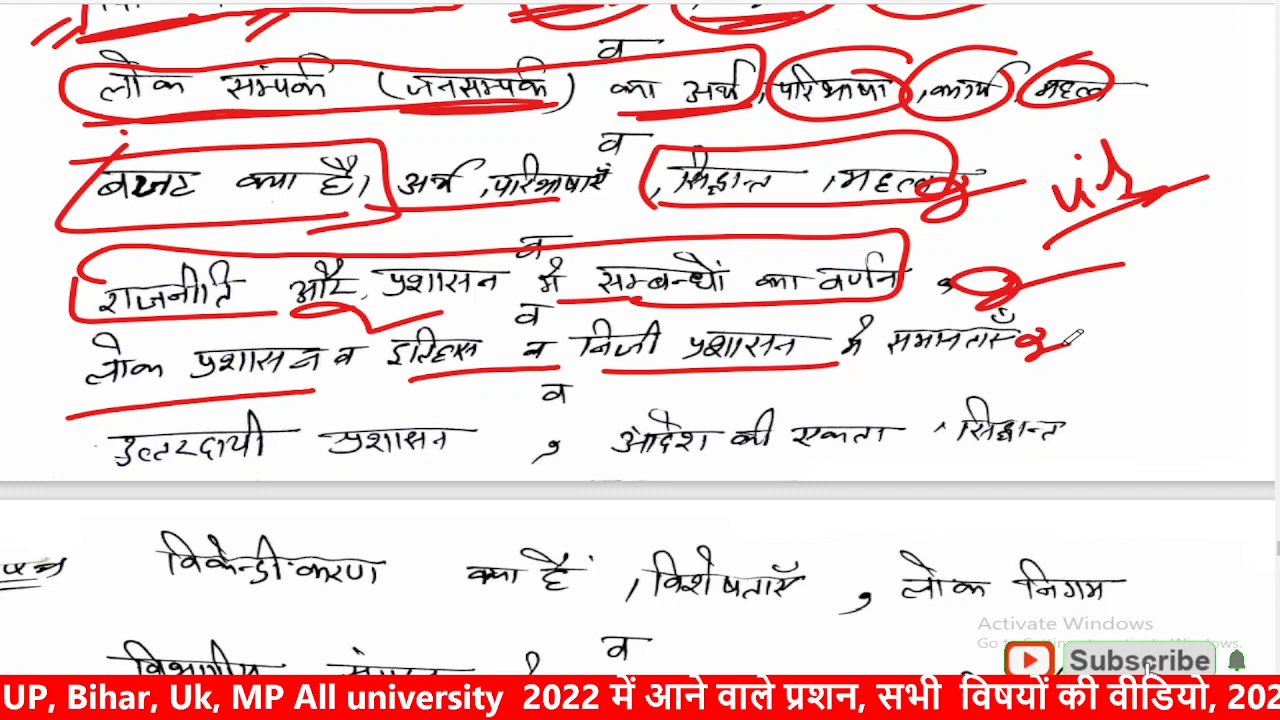 व
लोक संपर्क (जनसम्पर्क) का अर्थ, परिभाषा, कार्य, महत्व
व
बजट क्या है। अर्थ, परिभाषाएं, सिद्धान्त, महत्व
vis
व
राजनीति और प्रशासन में सम्बन्धों का वर्णन,
व
लोक प्रशासन व इतिहास व निजी प्रशासन में समानताएँ
व
उत्तरदायी प्रशासन, आदेश की एकता, सिद्धान्त
विकेन्द्रीकरण क्या है, विशेषताएँ, लोक निगम
व
Activate Windows
Subscribe
UP, Bihar, Uk, MP All university 2022 में आने वाले प्रशन, सभी विषयों की वीडियो, 202